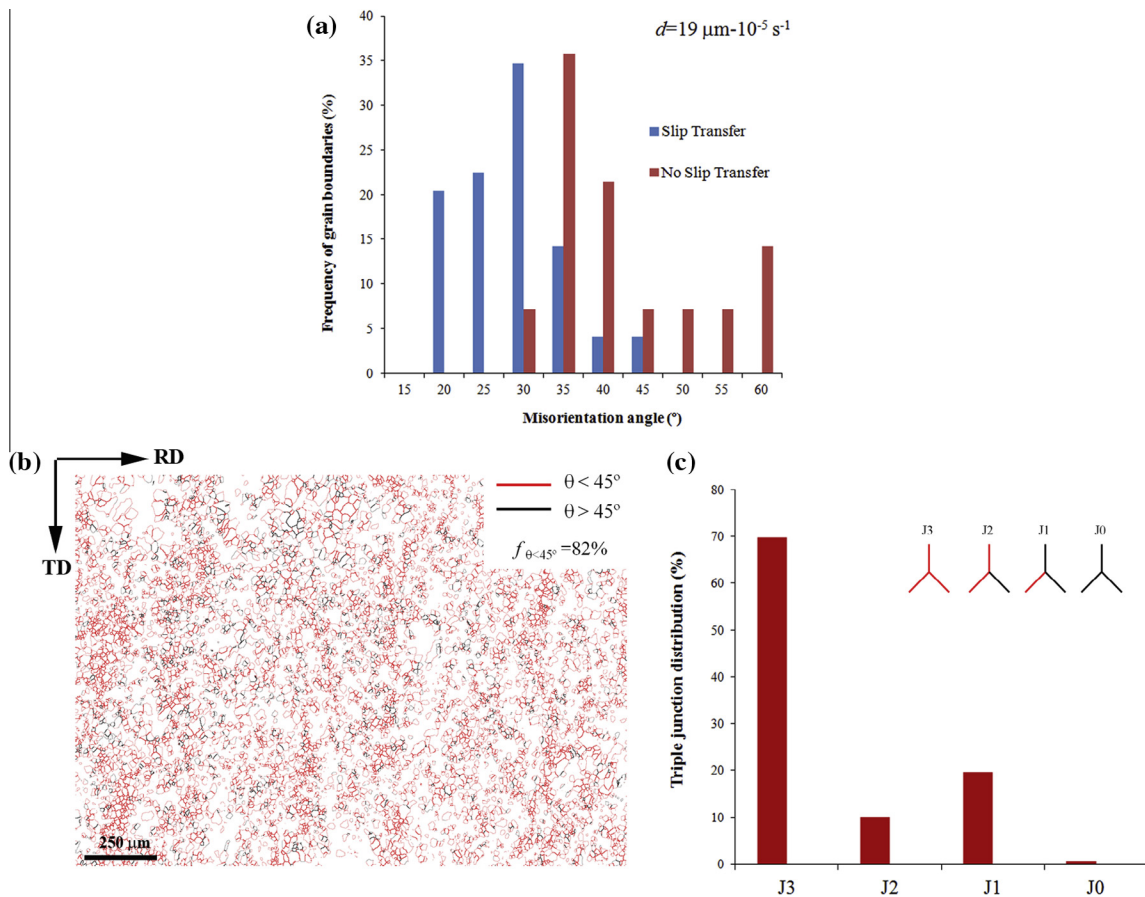 (a)
d=19 μm-10⁻⁵ s⁻¹
Frequency of grain boundaries (%)
40
35
30
25
20
15
10
5
0
Slip Transfer
No Slip Transfer
15 20 25 30 35 40 45 50 55 60
Misorientation angle (°)
(b)
RD
TD
θ < 45°
θ > 45°
f θ<45° =82%
250 μm
(c)
Triple junction distribution (%)
80
70
60
50
40
30
20
10
0
J3 J2 J1 J0
J3 J2 J1 J0